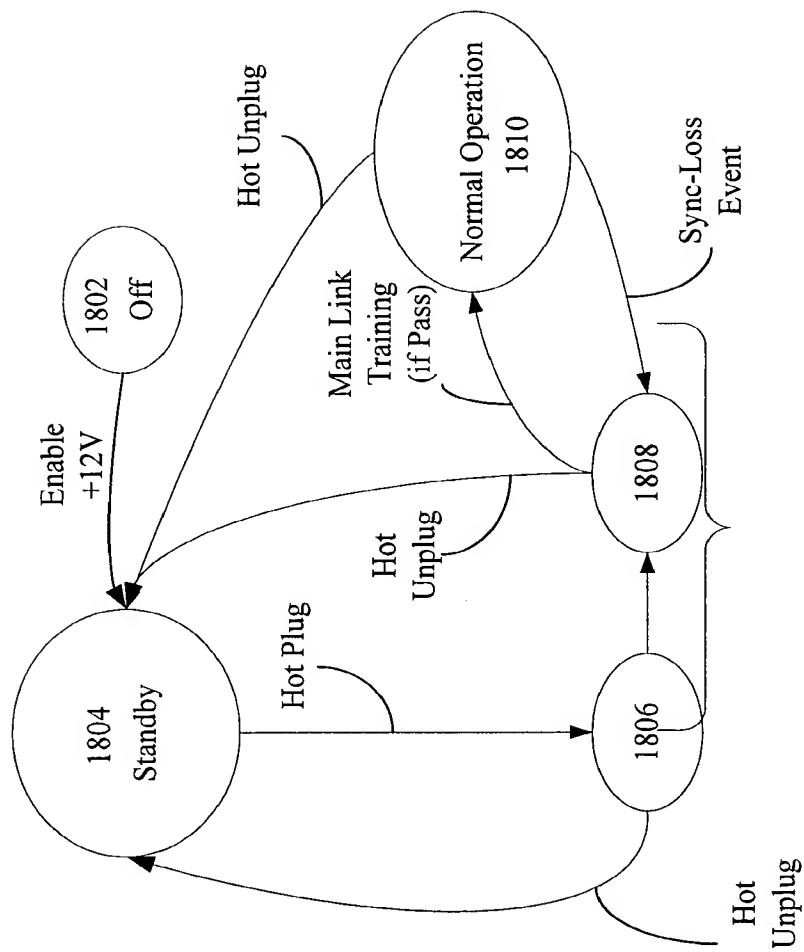 1802
Off
Enable
+12V
1804
Standby
Hot Unplug
Normal Operation
1810
Main Link
Training
(if Pass)
Sync-Loss
Event
Hot
Unplug
1808
Hot Plug
1806
Hot
Unplug